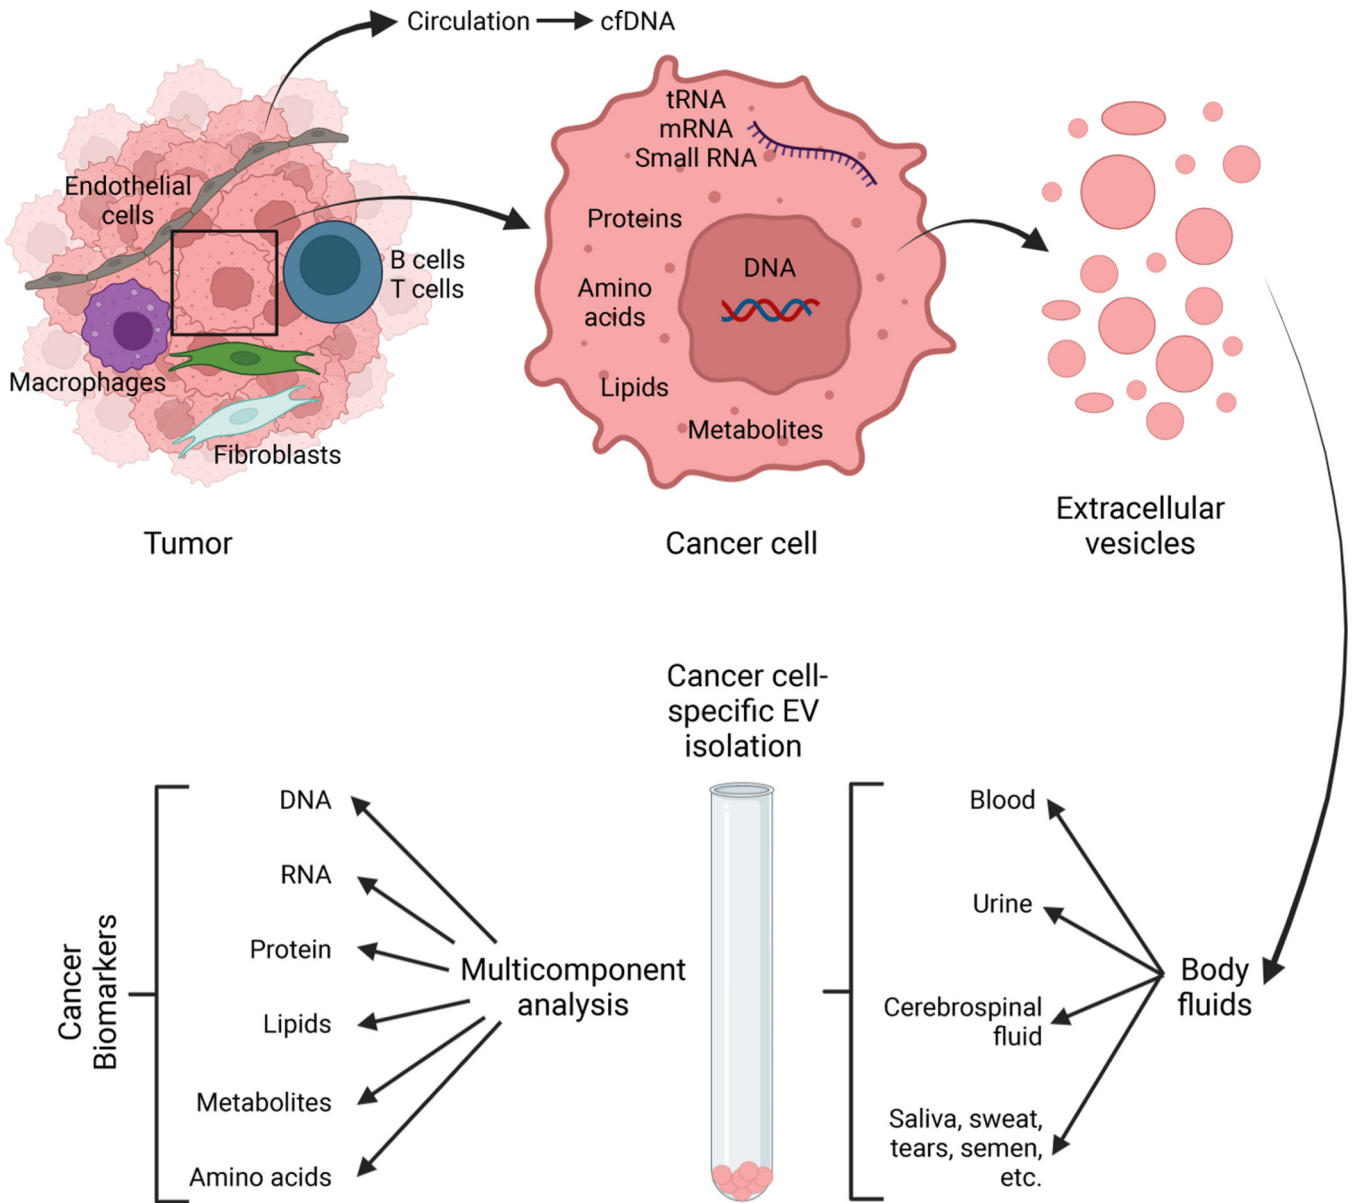 Circulation
cfDNA
Endothelial
cells
B cells
T cells
Macrophages
Fibroblasts
Tumor
tRNA
mRNA
Small RNA
Proteins
DNA
Amino
acids
Lipids
Metabolites
Cancer cell
Extracellular
vesicles
Cancer cell-
specific EV
isolation
Cancer
Biomarkers
DNA
RNA
Protein
Lipids
Metabolites
Amino acids
Multicomponent
analysis
Blood
Urine
Cerebrospinal
fluid
Saliva, sweat,
tears, semen,
etc.
Body
fluids